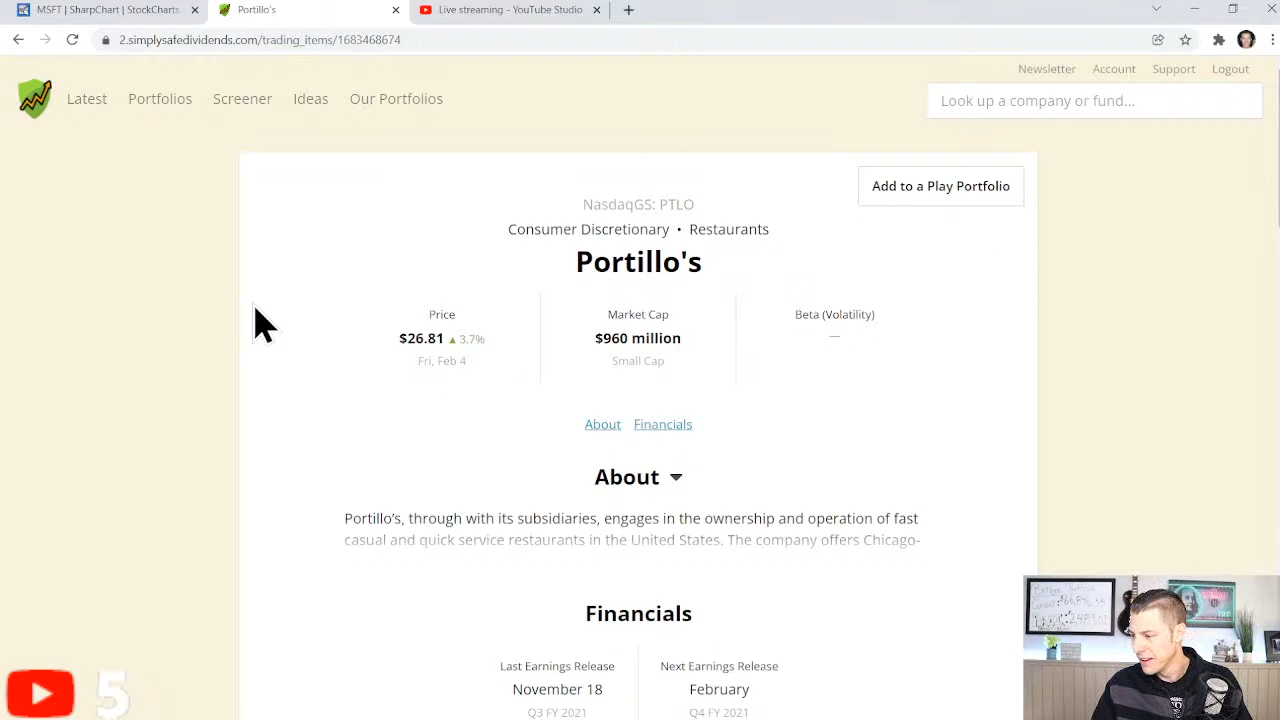 MSFT | SharpChart | StockCharts
Portillo's
Live streaming - YouTube Studio
2.simplysafedividends.com/trading_items/1683468674
Newsletter Account Support Logout
Latest Portfolios Screener Ideas Our Portfolios
Look up a company or fund...
Add to a Play Portfolio
NasdaqGS: PTLO
Consumer Discretionary • Restaurants
Portillo's
Price
$26.81 ▲ 3.7%
Fri, Feb 4
Market Cap
$960 million
Small Cap
Beta (Volatility)
—
About Financials
About
Portillo's, through with its subsidiaries, engages in the ownership and operation of fast
casual and quick service restaurants in the United States. The company offers Chicago-
Financials
Last Earnings Release
November 18
Q3 FY 2021
Next Earnings Release
February
Q4 FY 2021
5
100